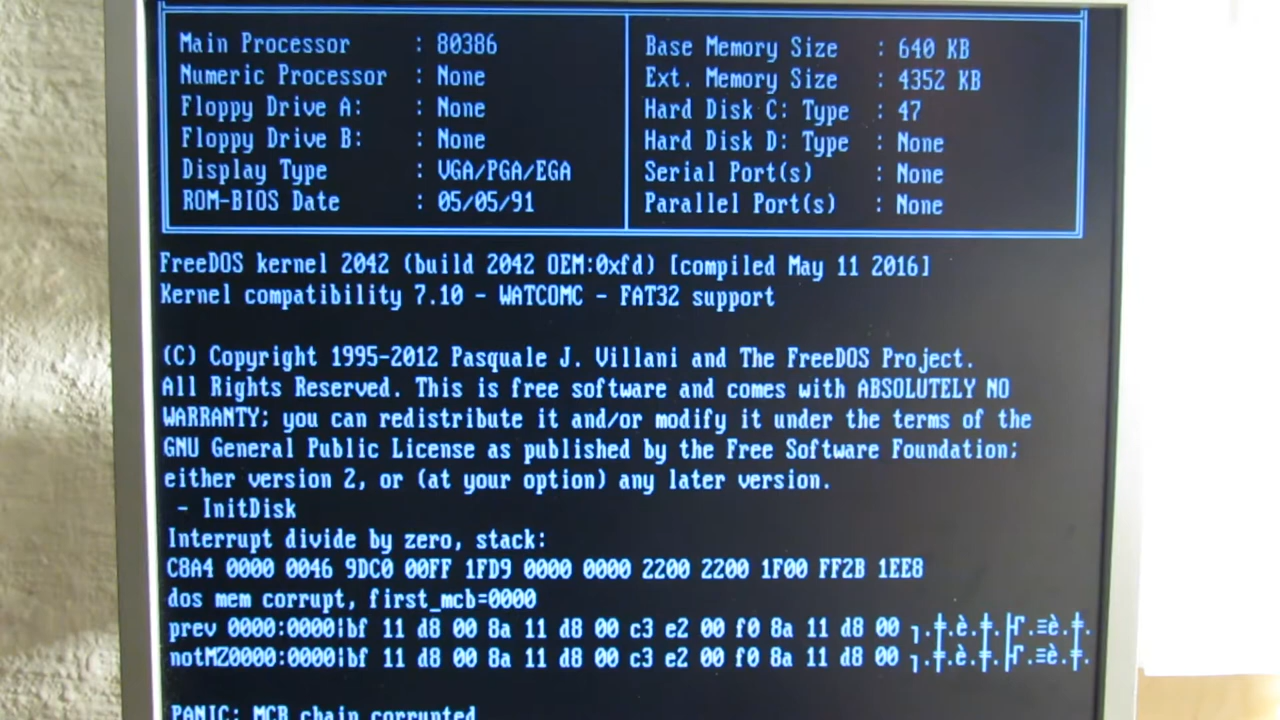 Main Processor : 80386 Base Memory Size : 640 KB
Numeric Processor : None Ext. Memory Size : 4352 KB
Floppy Drive A: : None Hard Disk C: Type : 47
Floppy Drive B: : None Hard Disk D: Type : None
Display Type : VGA/PGA/EGA Serial Port(s) : None
ROM-BIOS Date : 05/05/91 Parallel Port(s) : None
FreeDOS kernel 2042 (build 2042 OEM:0xfd) [compiled May 11 2016]
Kernel compatibility 7.10 - WATCOMC - FAT32 support
(C) Copyright 1995-2012 Pasquale J. Villani and The FreeDOS Project.
All Rights Reserved. This is free software and comes with ABSOLUTELY NO
WARRANTY; you can redistribute it and/or modify it under the terms of the
GNU General Public License as published by the Free Software Foundation;
either version 2, or (at your option) any later version.
- InitDisk
Interrupt divide by zero, stack:
C8A4 0000 0046 9DC0 00FF 1FD9 0000 0000 2200 2200 1F00 FF2B 1EE8
dos mem corrupt, first_mcb=0000
prev 0000:0000|bf 11 d8 00 8a 11 d8 00 c3 e2 00 f0 8a 11 d8 00 ┐.╪.è.╪.├Γ.≡è.╪.
notMZ0000:0000|bf 11 d8 00 8a 11 d8 00 c3 e2 00 f0 8a 11 d8 00 ┐.╪.è.╪.├Γ.≡è.╪.
PANIC: MCB chain corrupted